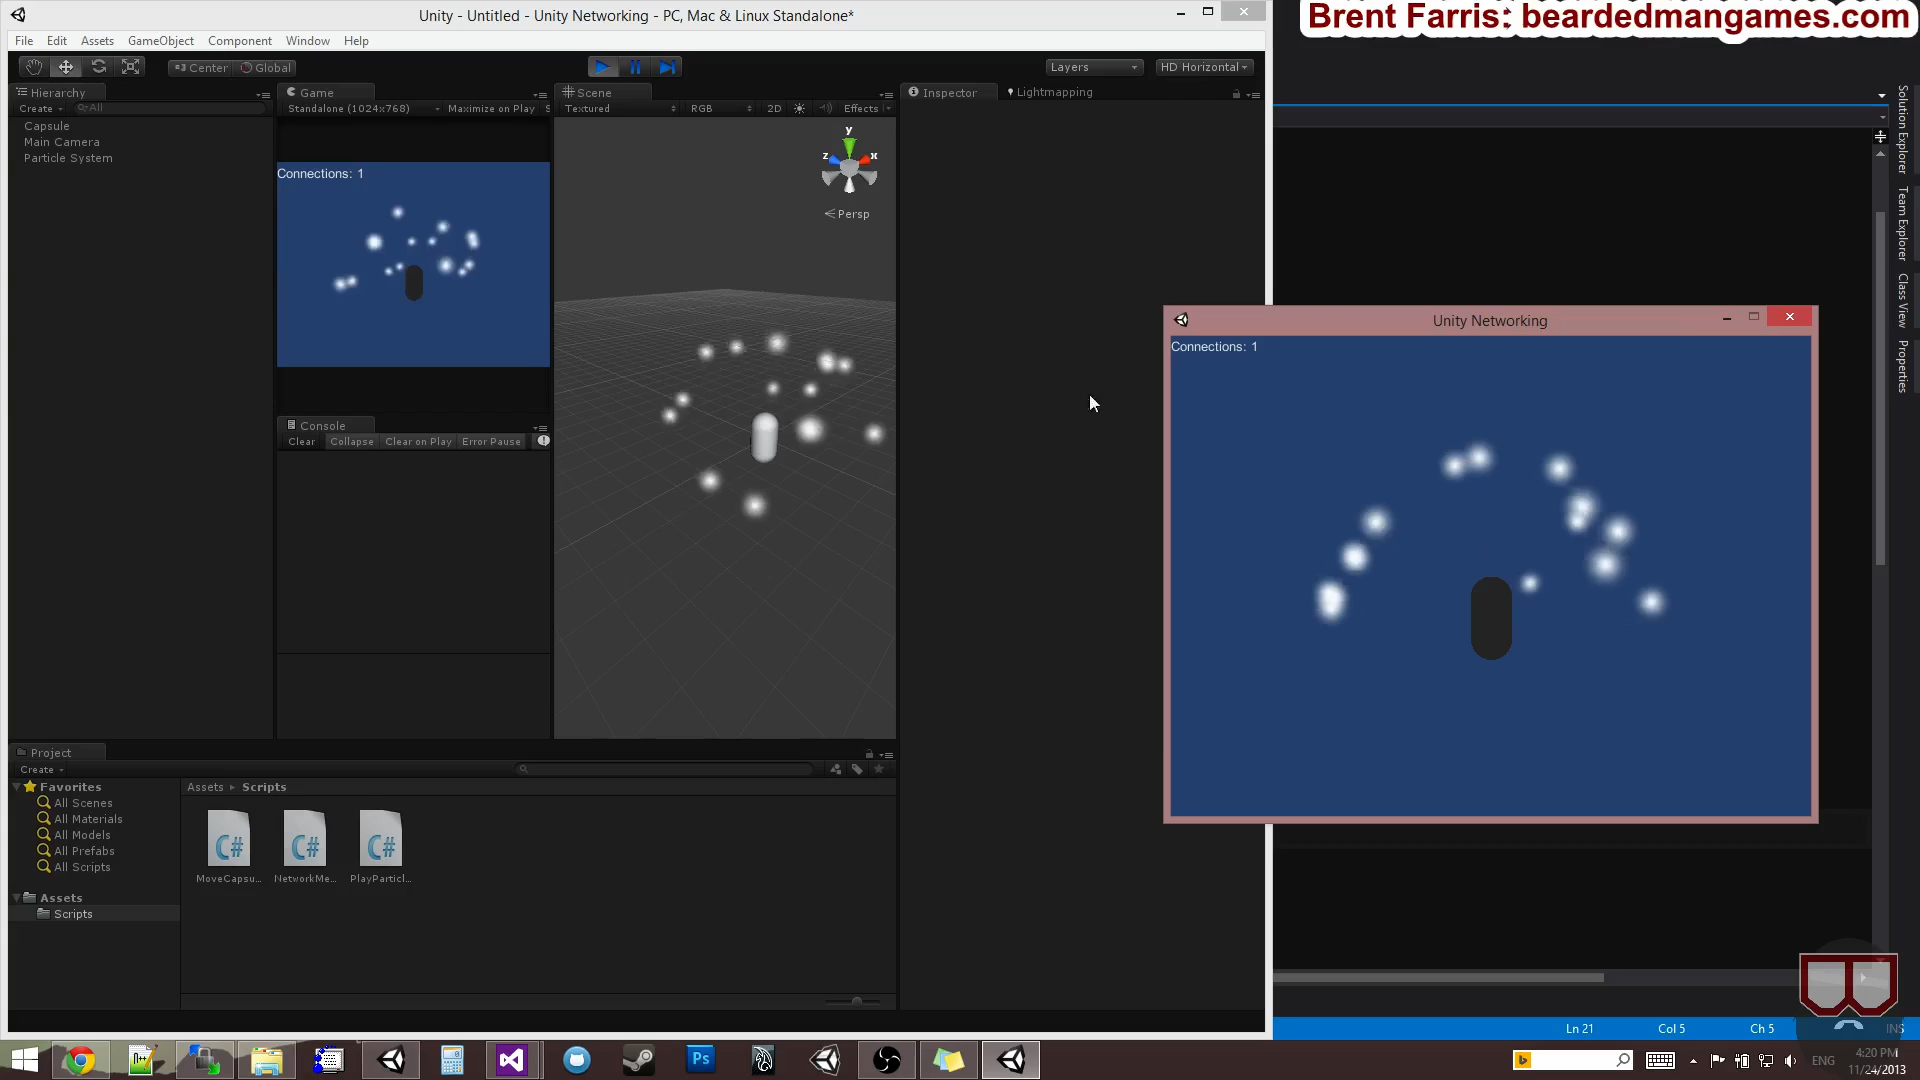 Unity - Untitled - Unity Networking - PC, Mac & Linux Standalone*
Brent Farris: beardedmangames.com
File Edit Assets GameObject Component Window Help
Center Global
Layers
HD Horizontal
Hierarchy
Create
All
Capsule
Main Camera
Particle System
Game
Standalone (1024x768)
Maximize on Play
S
Connections: 1
Scene
Textured
RGB
2D
Effects
y
z
x
Persp
Inspector
Lightmapping
Console
Clear
Collapse
Clear on Play
Error Pause
Unity Networking
Connections: 1
Solution Explorer
Team Explorer
Class View
Properties
Project
Create
Favorites
All Scenes
All Materials
All Models
All Prefabs
All Scripts
Assets
Scripts
Assets
Scripts
C#
C#
C#
MoveCapsu...
NetworkMe...
PlayParticl...
Ln 21
Col 5
Ch 5
INS
Ps
b
ENG
4:20 PM
11/24/2013